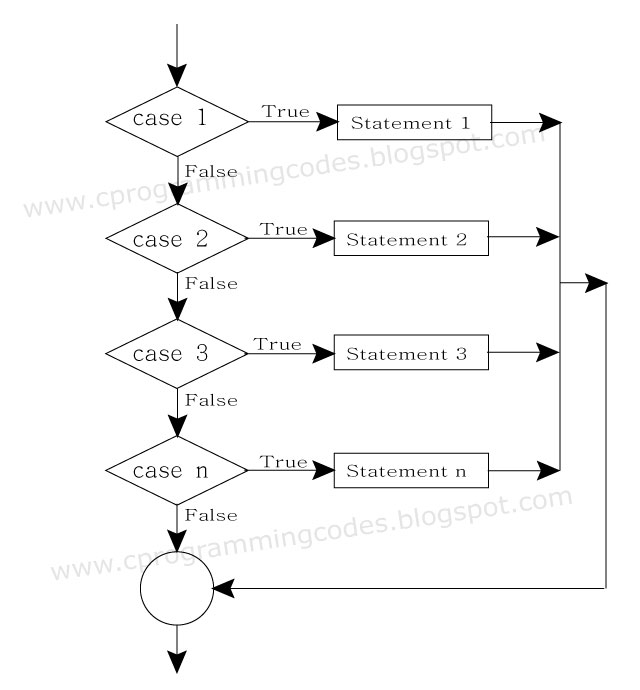 case 1
True
Statement 1
False
www.cprogrammingcodes.blogspot.com
case 2
True
Statement 2
False
case 3
True
Statement 3
False
case n
True
Statement n
False
www.cprogrammingcodes.blogspot.com